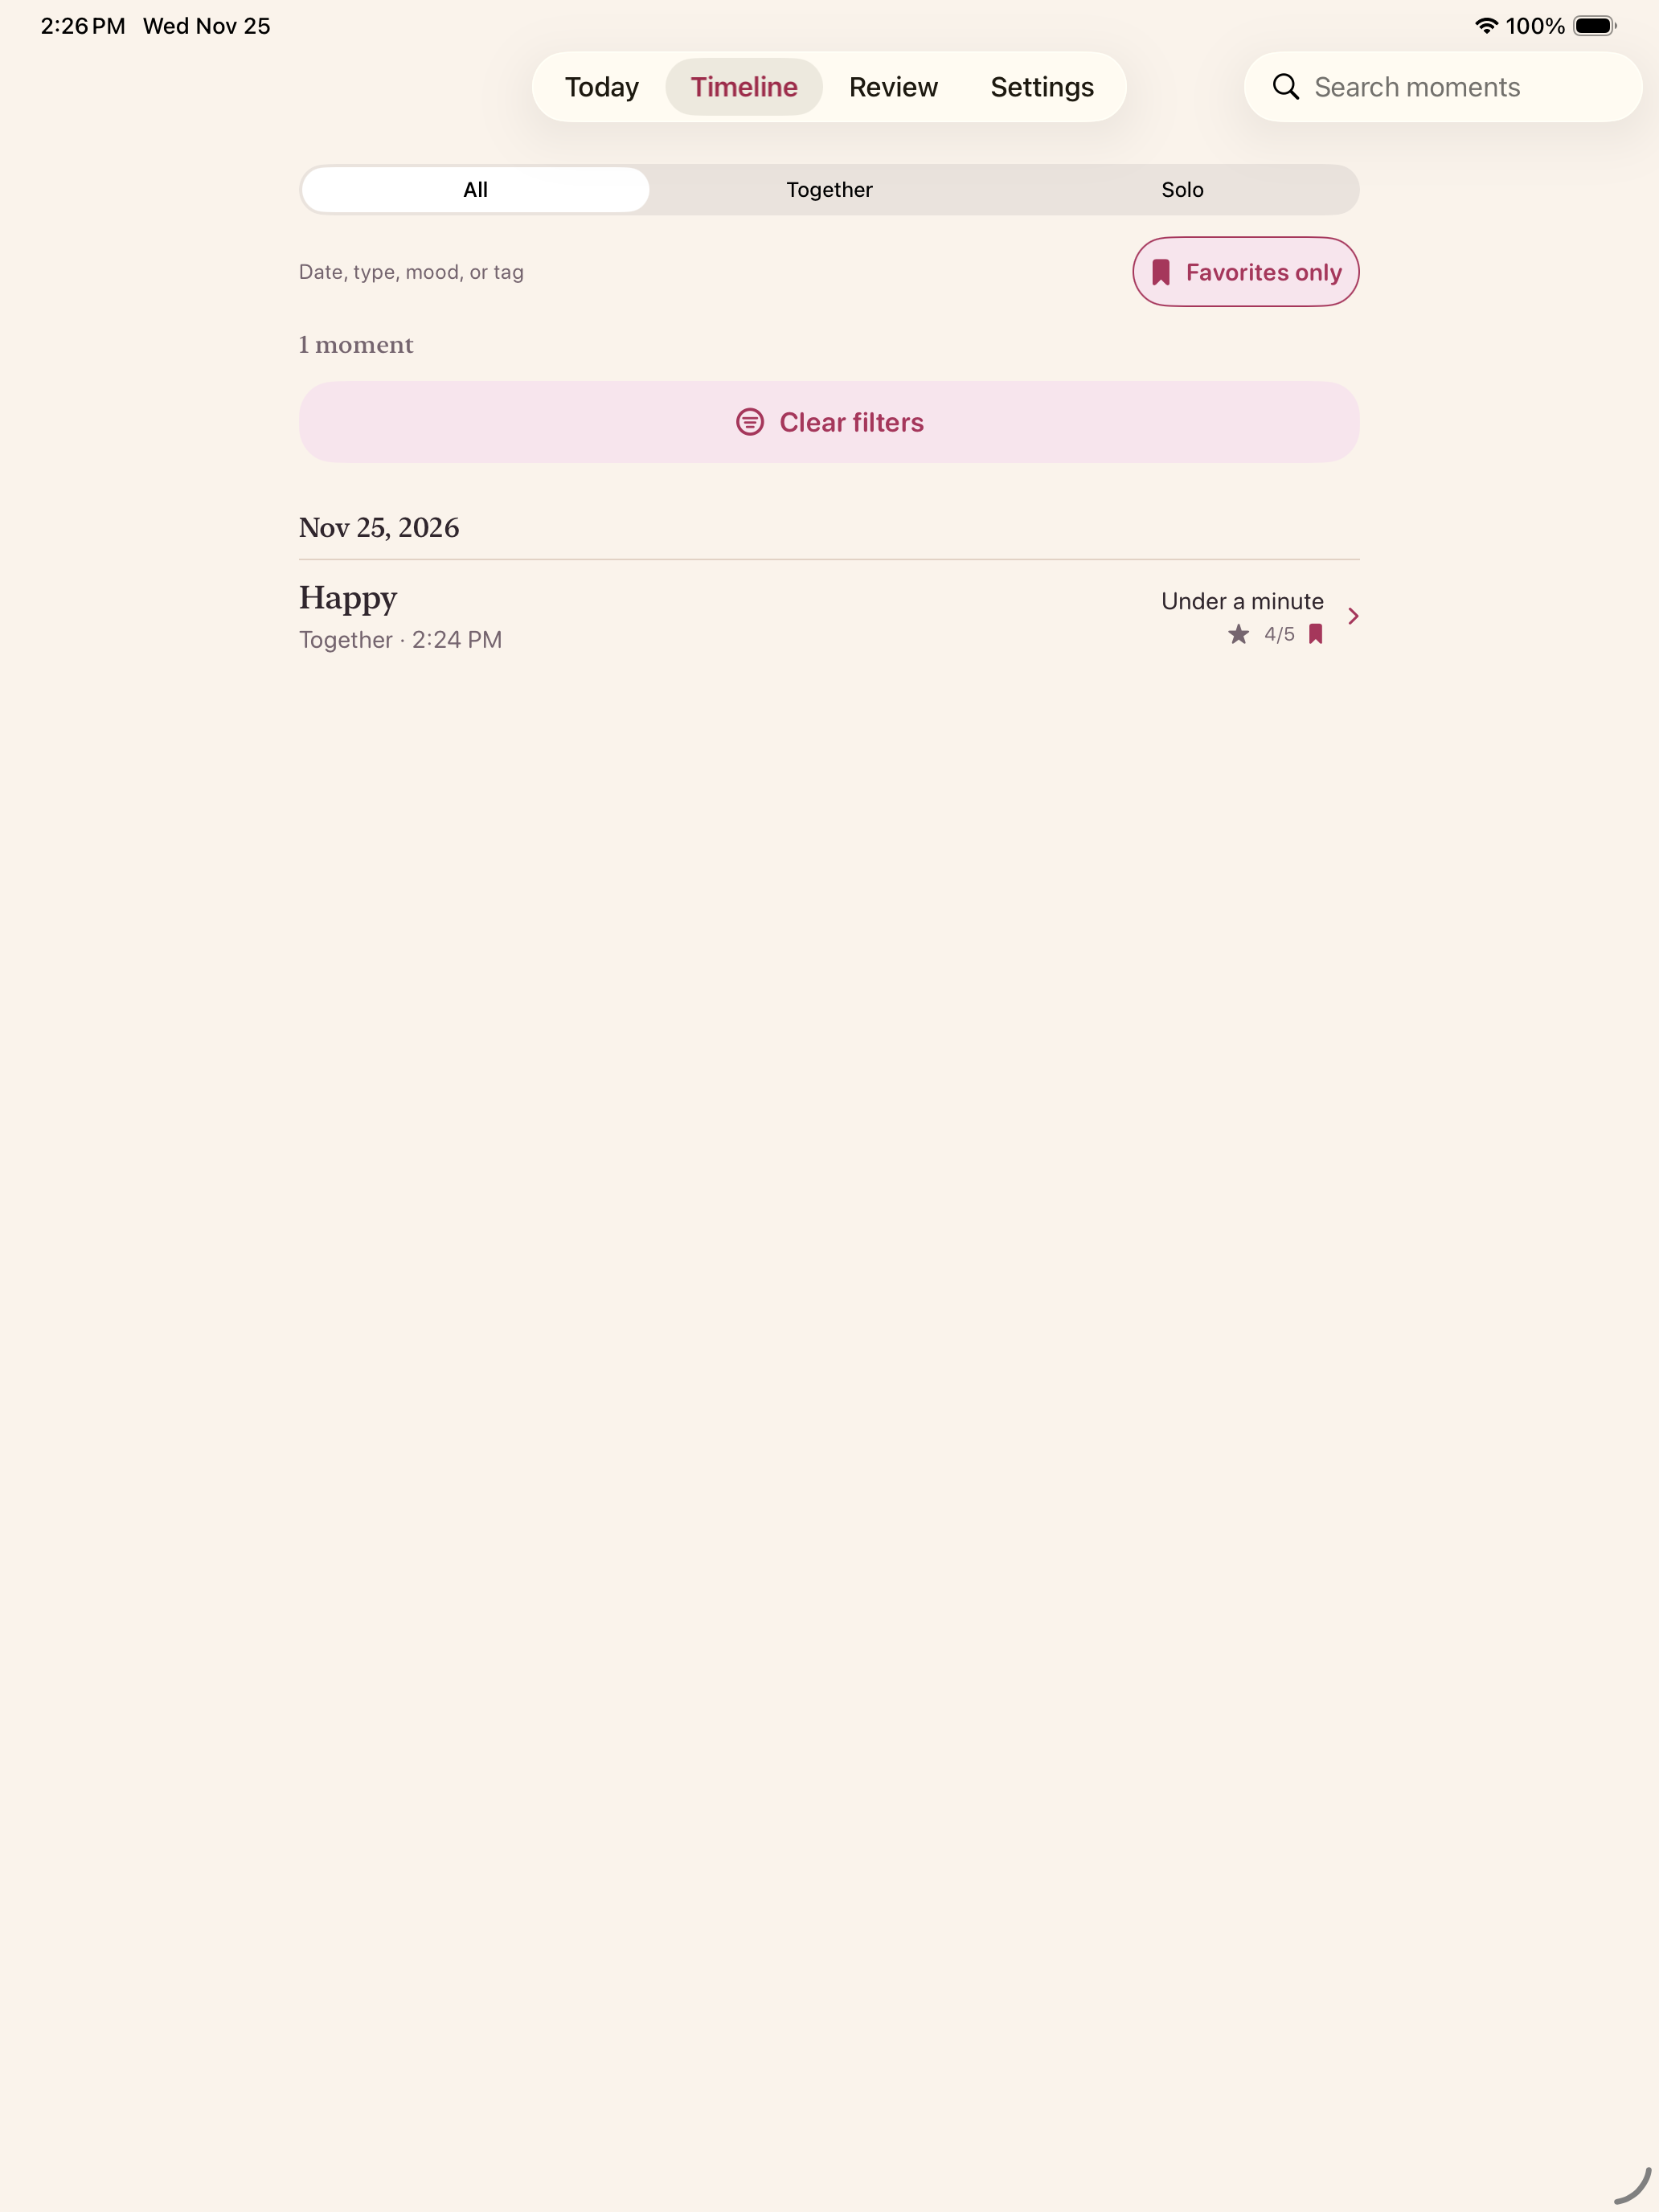 2:26 PM Wed Nov 25 100%
Today Timeline Review Settings Search moments
All Together Solo
Date, type, mood, or tag Favorites only
1 moment
Clear filters
Nov 25, 2026
Happy Under a minute
Together · 2:24 PM 4/5